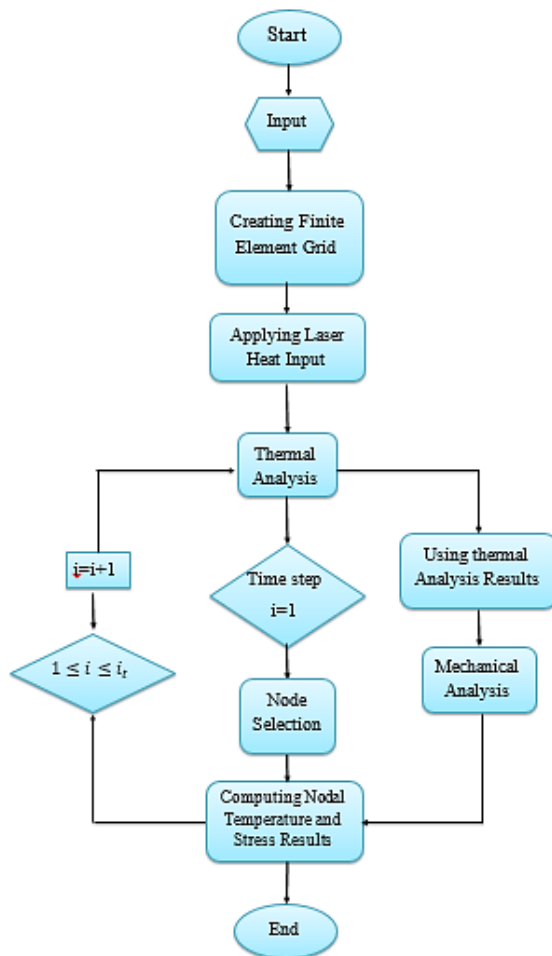 Start
Input
Creating Finite
Element Grid
Applying Laser
Heat Input
Thermal
Analysis
i=i+1
Time step
i=1
Using thermal
Analysis Results
1 ≤ i ≤ iₜ
Mechanical
Analysis
Node
Selection
Computing Nodal
Temperature and
Stress Results
End